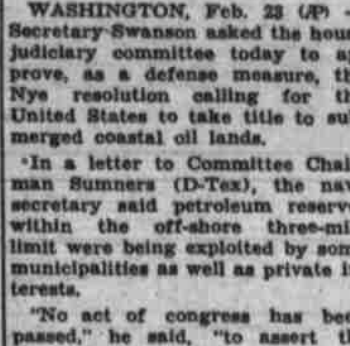 WASHINGTON, Feb. 23 (AP) -
Secretary Swanson asked the hous
judiciary committee today to ap
prove, as a defense measure, th
Nye resolution calling for th
United States to take title to sub
merged coastal oil lands.
In a letter to Committee Chair
man Sumners (D-Tex), the nav
secretary said petroleum reserv
within the off-shore three-mil
limit were being exploited by som
municipalities as well as private in
terests.
"No act of congress has bee
passed," he said, "to assert th